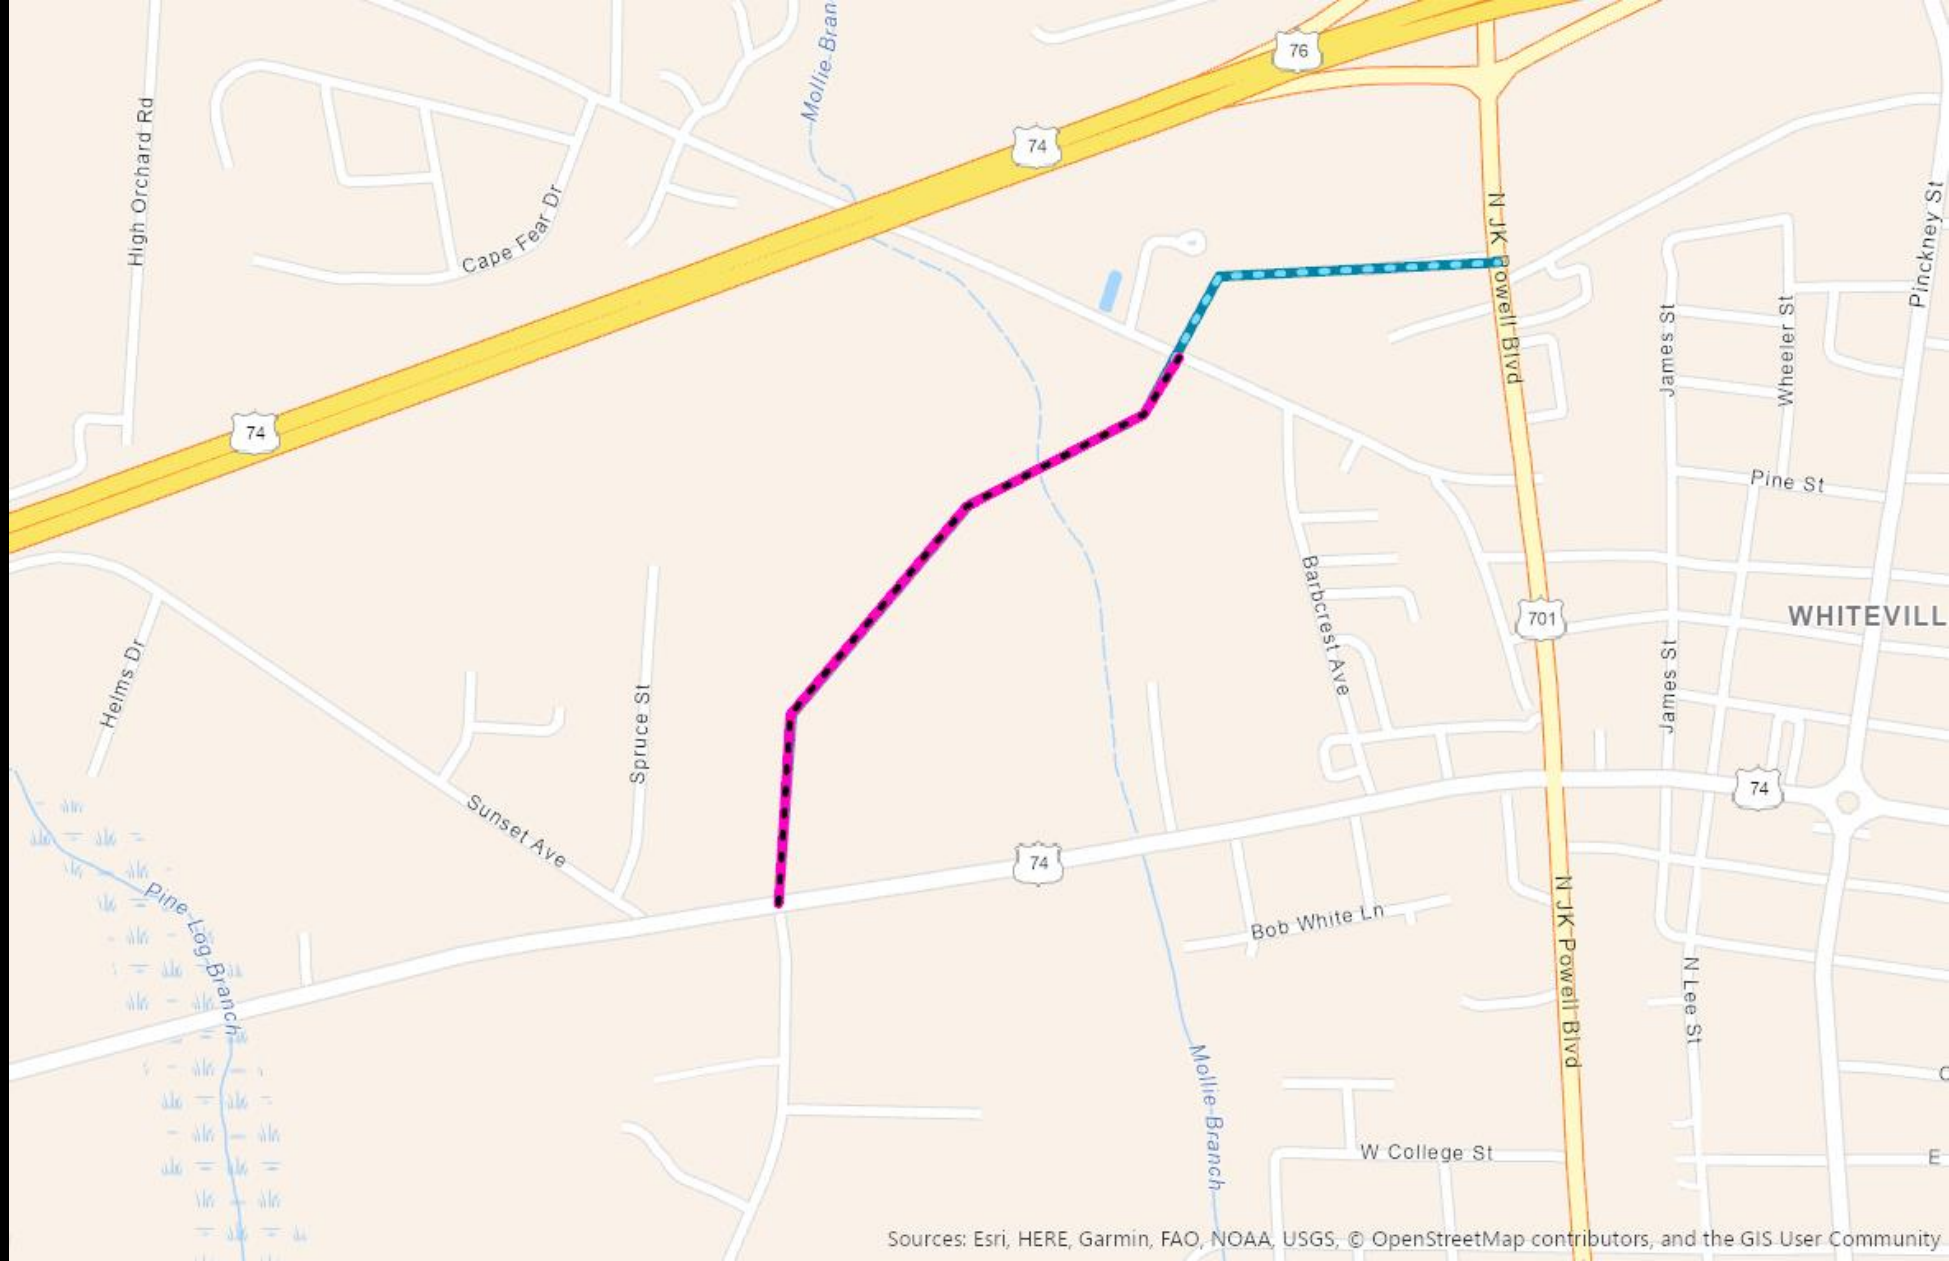 Mollie-Bran
76
74
High Orchard Rd
Cape Fear Dr
N JK Powell Blvd
Pinckney St
James St
Wheeler St
74
Pine St
Barbcrest Ave
701
WHITEVILL
Helms Dr
Spruce St
James St
Sunset Ave
74
74
Pine-Log-Branch
Bob White Ln
N JK Powell Blvd
N Lee St
Mollie-Branch
C
W College St
E
Sources: Esri, HERE, Garmin, FAO, NOAA, USGS, © OpenStreetMap contributors, and the GIS User Community